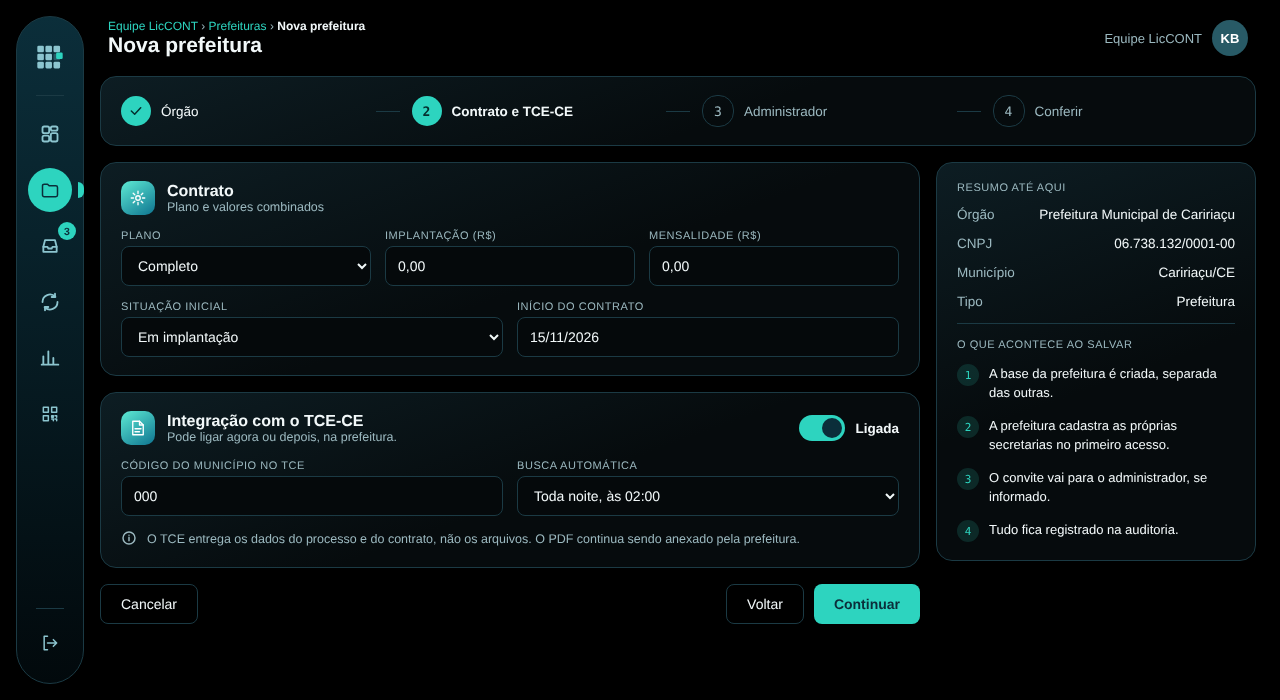 Equipe LicCONT › Prefeituras › Nova prefeitura
Nova prefeitura
Equipe LicCONT
KB
3
Órgão
2
Contrato e TCE-CE
3
Administrador
4
Conferir
Contrato
Plano e valores combinados
PLANO
IMPLANTAÇÃO (R$)
MENSALIDADE (R$)
Completo
0,00
0,00
SITUAÇÃO INICIAL
INÍCIO DO CONTRATO
Em implantação
15/11/2026
Integração com o TCE-CE
Pode ligar agora ou depois, na prefeitura.
Ligada
CÓDIGO DO MUNICÍPIO NO TCE
BUSCA AUTOMÁTICA
000
Toda noite, às 02:00
O TCE entrega os dados do processo e do contrato, não os arquivos. O PDF continua sendo anexado pela prefeitura.
Cancelar
Voltar
Continuar
RESUMO ATÉ AQUI
Órgão Prefeitura Municipal de Caririaçu
CNPJ 06.738.132/0001-00
Município Caririaçu/CE
Tipo Prefeitura
O QUE ACONTECE AO SALVAR
1 A base da prefeitura é criada, separada
das outras.
2 A prefeitura cadastra as próprias
secretarias no primeiro acesso.
3 O convite vai para o administrador, se
informado.
4 Tudo fica registrado na auditoria.